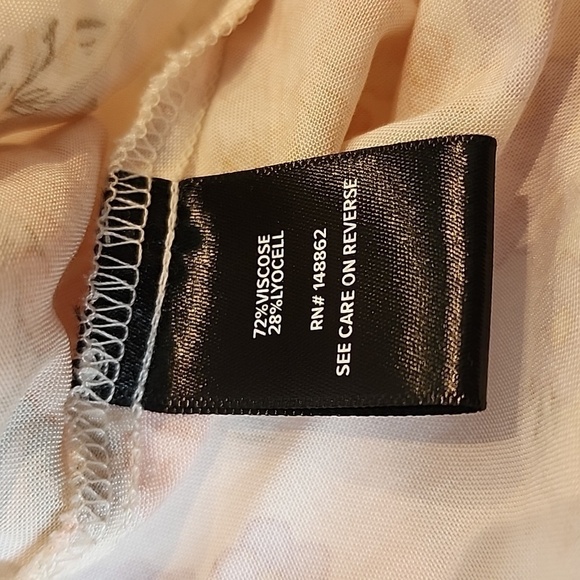 72%VISCOSE
28%LYOCELL
RN# 148862
SEE CARE ON REVERSE